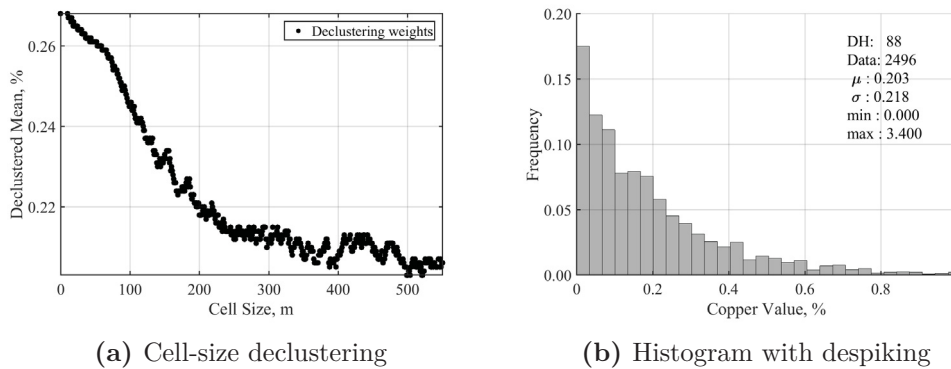 0.26
0.24
0.22
Declustered Mean, %
Declustering weights
0 100 200 300 400 500
Cell Size, m
(a) Cell-size declustering
0.20
0.15
0.10
0.05
0.00
Frequency
DH: 88
Data: 2496
μ : 0.203
σ : 0.218
min : 0.000
max : 3.400
0 0.2 0.4 0.6 0.8
Copper Value, %
(b) Histogram with despiking